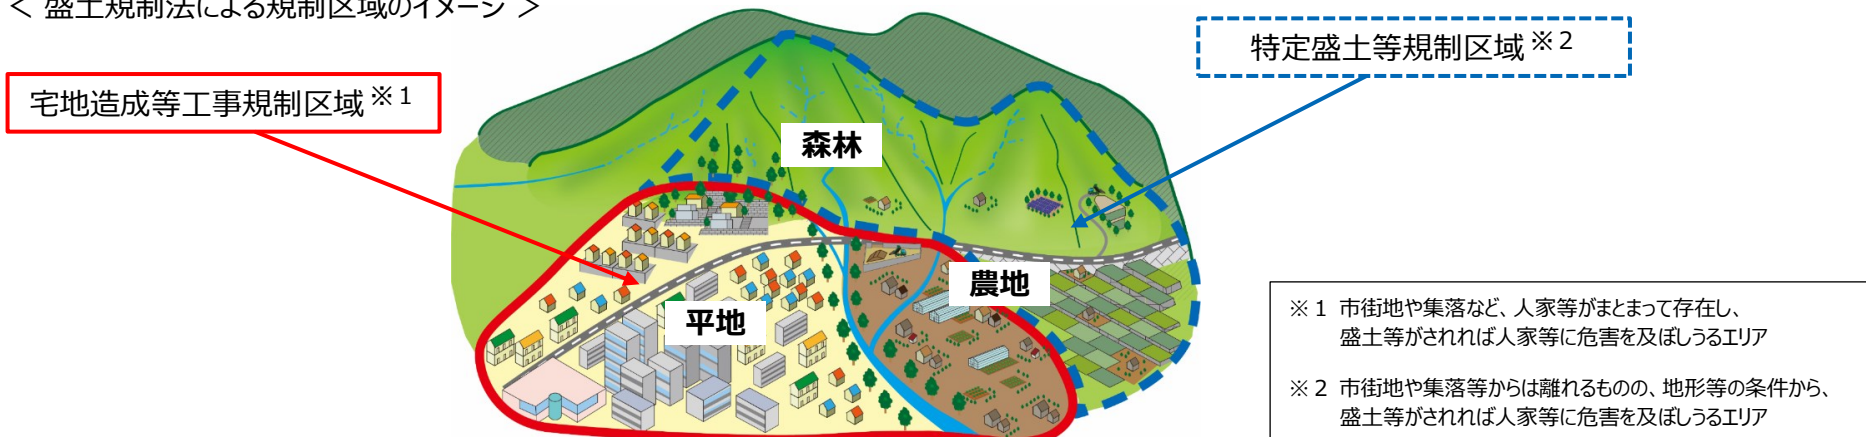 ＜ 盛土規制法による規制区域のイメージ ＞
特定盛土等規制区域※2
宅地造成等工事規制区域※1
森林
農地
平地
※1 市街地や集落など、人家等がまとまって存在し、
盛土等がされれば人家等に危害を及ぼしうるエリア
※2 市街地や集落等からは離れるものの、地形等の条件から、
盛土等がされれば人家等に危害を及ぼしうるエリア